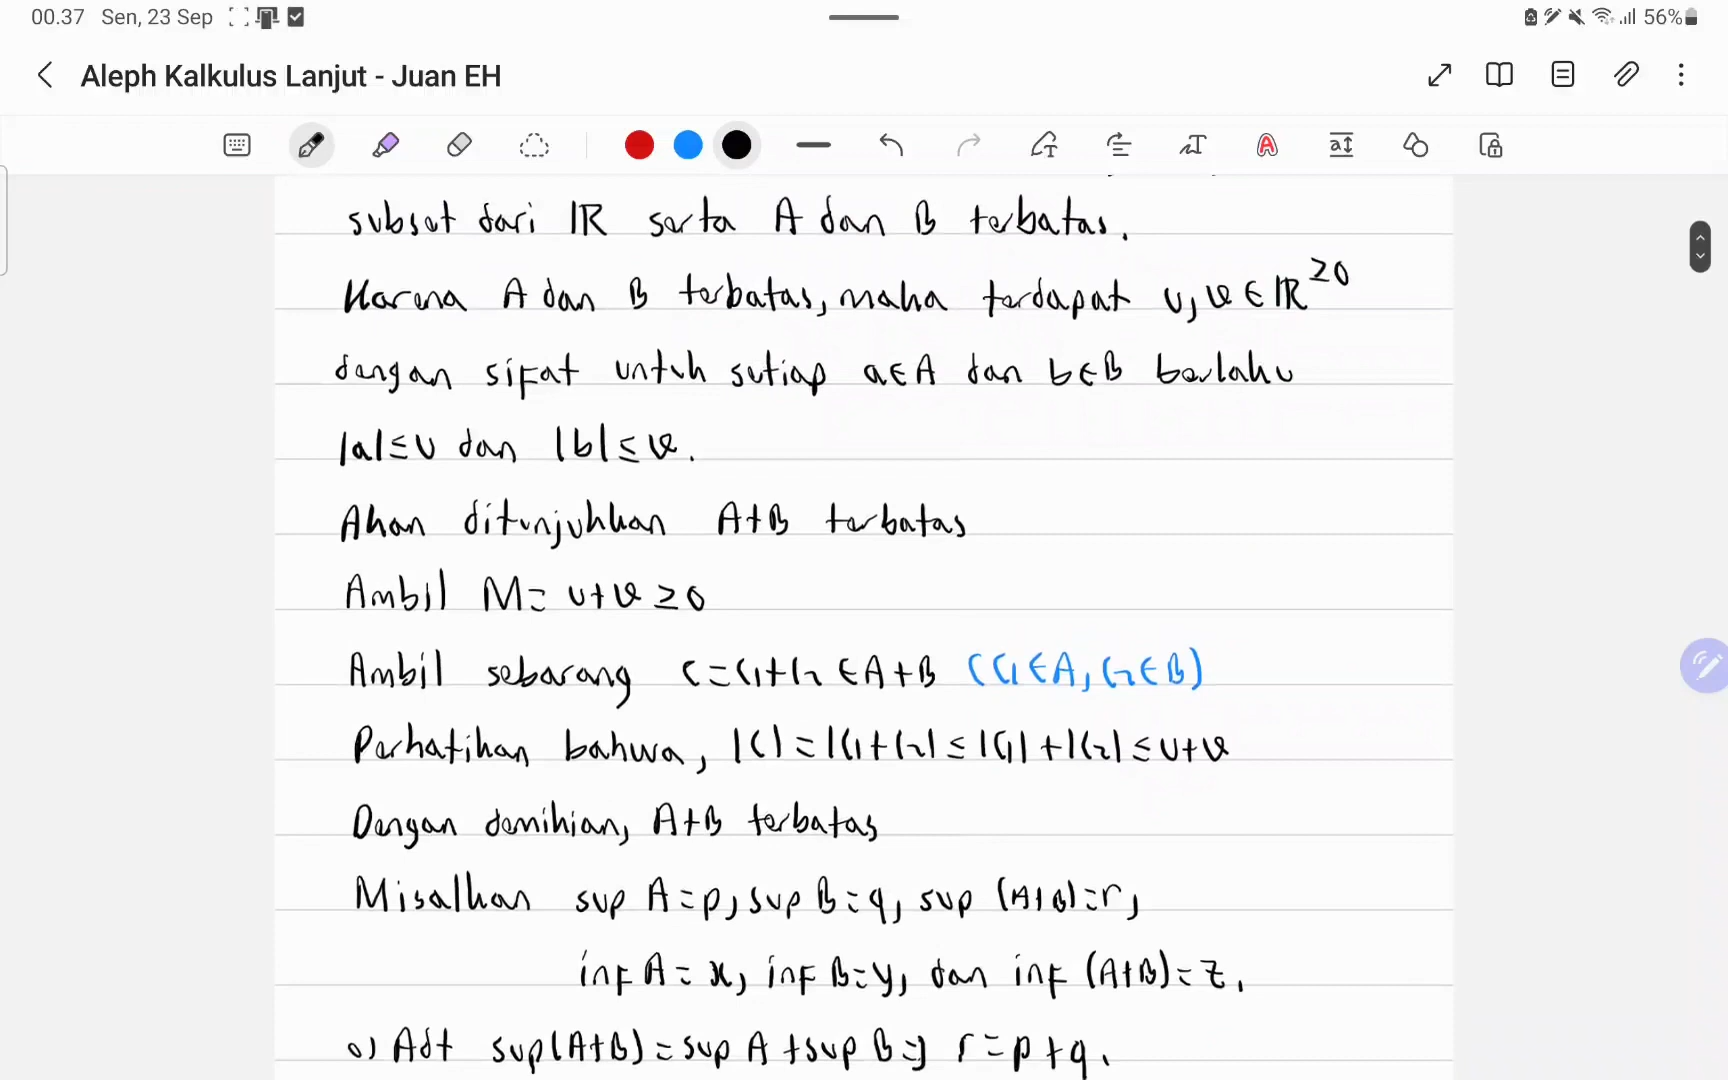 00.37 Sen, 23 Sep 56%
Aleph Kalkulus Lanjut - Juan EH
subset dari ℝ serta A dan B terbatas.
Karena A dan B terbatas, maka terdapat u, v ∈ ℝ^≥0
dengan sifat untuk setiap a∈A dan b∈B berlaku
|a|≤u dan |b|≤v.
Akan ditunjukkan A+B terbatas
Ambil M = u+v ≥0
Ambil sebarang c=c₁+c₂ ∈A+B (c₁∈A, c₂∈B)
Perhatikan bahwa, |c|=|c₁+c₂|≤|c₁|+|c₂|≤u+v
Dengan demikian, A+B terbatas
Misalkan sup A=p, sup B=q, sup (A+B)=r,
inf A=x, inf B=y, dan inf (A+B)=z.
Adt sup(A+B)=sup A+sup B⇒ r=p+q.